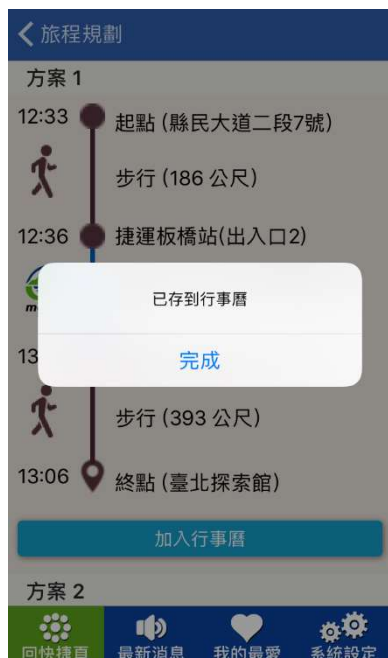 旅程規劃
方案 1
12:33 起點 (縣民大道二段7號)
步行 (186 公尺)
12:36 捷運板橋站(出入口2)
已存到行事曆
13
完成
步行 (393 公尺)
13:06 終點 (臺北探索館)
加入行事曆
方案 2
回快捷頁 最新消息 我的最愛 系統設定